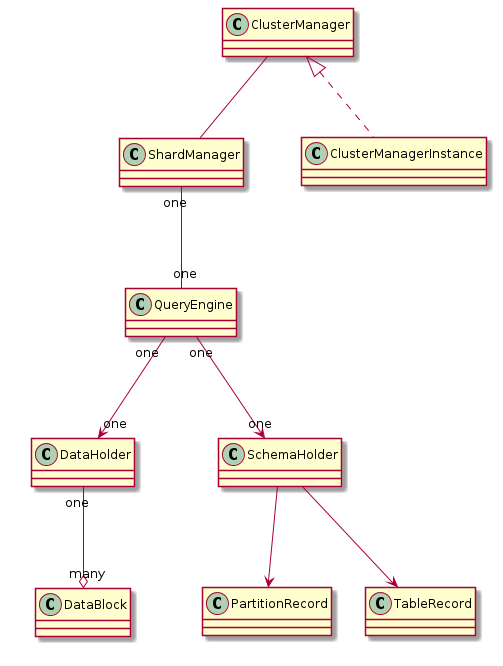 C ClusterManager
C ShardManager
C ClusterManagerInstance
one
one
C QueryEngine
one one
one one
C DataHolder
C SchemaHolder
one
many
C DataBlock
C PartitionRecord
C TableRecord